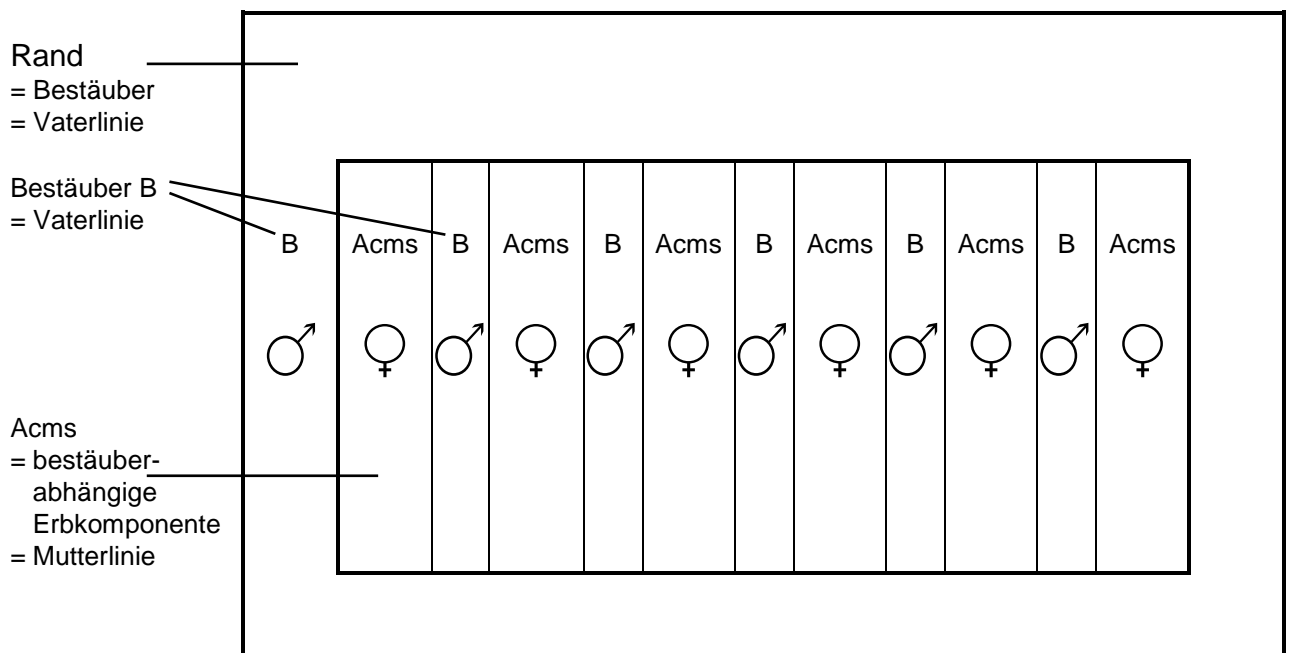 Rand
= Bestäuber
= Vaterlinie
Bestäuber B
= Vaterlinie
B Acms B Acms B Acms B Acms B Acms B Acms
Acms
= bestäuber-
abhängige
Erbkomponente
= Mutterlinie